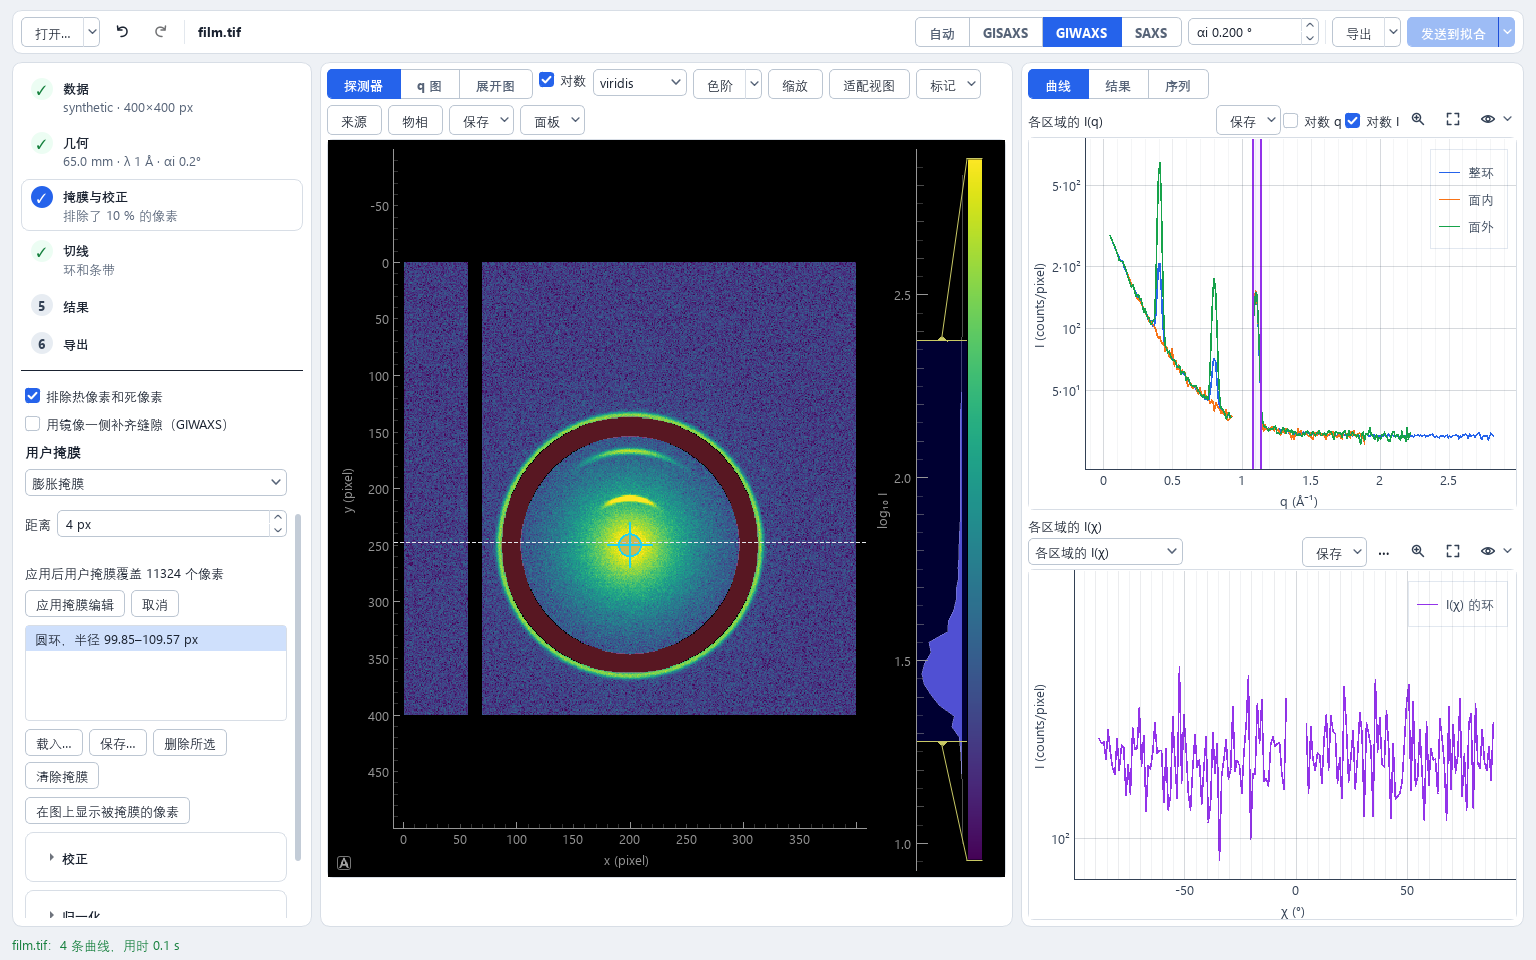 打开...
film.tif
自动
GISAXS
GIWAXS
SAXS
αi 0.200 °
导出
发送到拟合
✓ 数据
synthetic · 400×400 px
✓ 几何
65.0 mm · λ 1 Å · αi 0.2°
✓ 掩膜与校正
排除了 10 % 的像素
✓ 切线
环和条带
5 结果
6 导出
排除热像素和死像素
用镜像一侧补齐缝隙（GIWAXS）
用户掩膜
膨胀掩膜
距离 4 px
应用后用户掩膜覆盖 11324 个像素
应用掩膜编辑
取消
圆环，半径 99.85–109.57 px
载入...
保存...
删除所选
清除掩膜
在图上显示被掩膜的像素
校正
归一化
film.tif：4 条曲线，用时 0.1 s
探测器
q 图
展开图
对数
viridis
色阶
缩放
适配视图
标记
来源
物相
保存
面板
-50
0
50
100
150
200
250
300
350
400
450
y (pixel)
0
50
100
150
200
250
300
350
x (pixel)
A
2.5
2.0
1.5
1.0
log₁₀ I
曲线
结果
序列
各区域的 I(q)
保存
对数 q
对数 I
整环
面内
面外
5·10²
2·10²
10²
5·10¹
I (counts/pixel)
0
0.5
1
1.5
2
2.5
q (Å⁻¹)
各区域的 I(χ)
各区域的 I(χ)
保存
...
I(χ) 的环
10²
I (counts/pixel)
-50
0
50
χ (°)